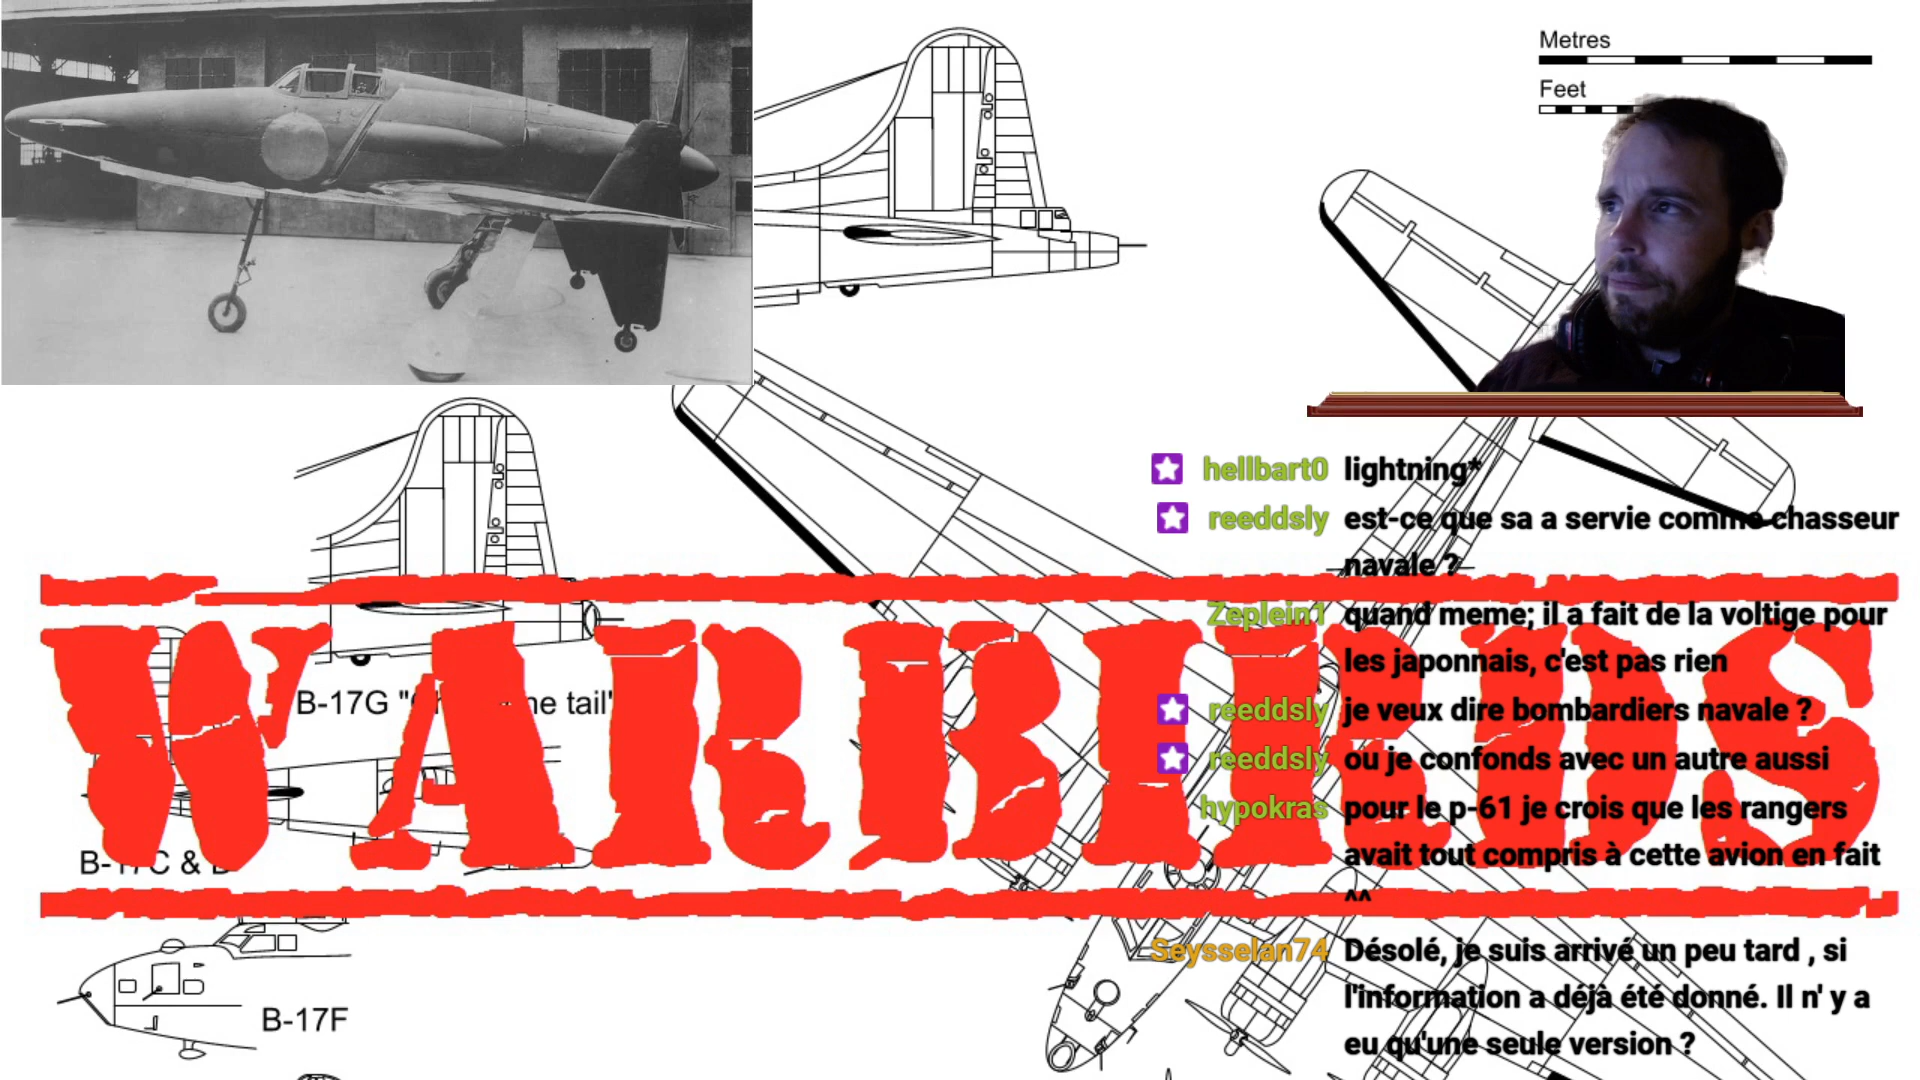 Metres
Feet
hellbart0 lightning*
reeddsly est-ce que sa a servie comme chasseur
navale ?
Zeplein1 quand meme; il a fait de la voltige pour
les japonnais, c'est pas rien
reeddsly je veux dire bombardiers navale ?
reeddsly ou je confonds avec un autre aussi
hypokras pour le p-61 je crois que les rangers
avait tout compris à cette avion en fait
^^
Seysselan74 Désolé, je suis arrivé un peu tard , si
l'information a déjà été donné. Il n' y a
eu qu'une seule version ?
WARBIRDS
B-17G tail"
B-17F